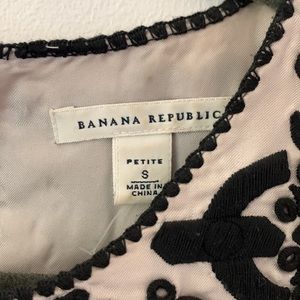 BANANA REPUBLIC
PETITE
S
MADE IN
CHINA